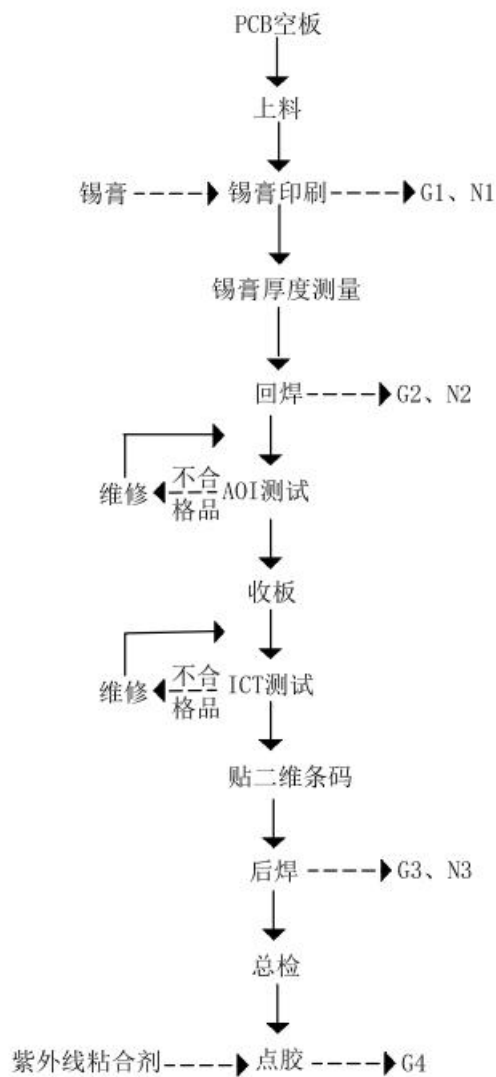 PCB空板
上料
锡膏 锡膏印刷 G1、N1
锡膏厚度测量
回焊 G2、N2
维修 不合格品 AOI测试
收板
维修 不合格品 ICT测试
贴二维条码
后焊 G3、N3
总检
紫外线粘合剂 点胶 G4